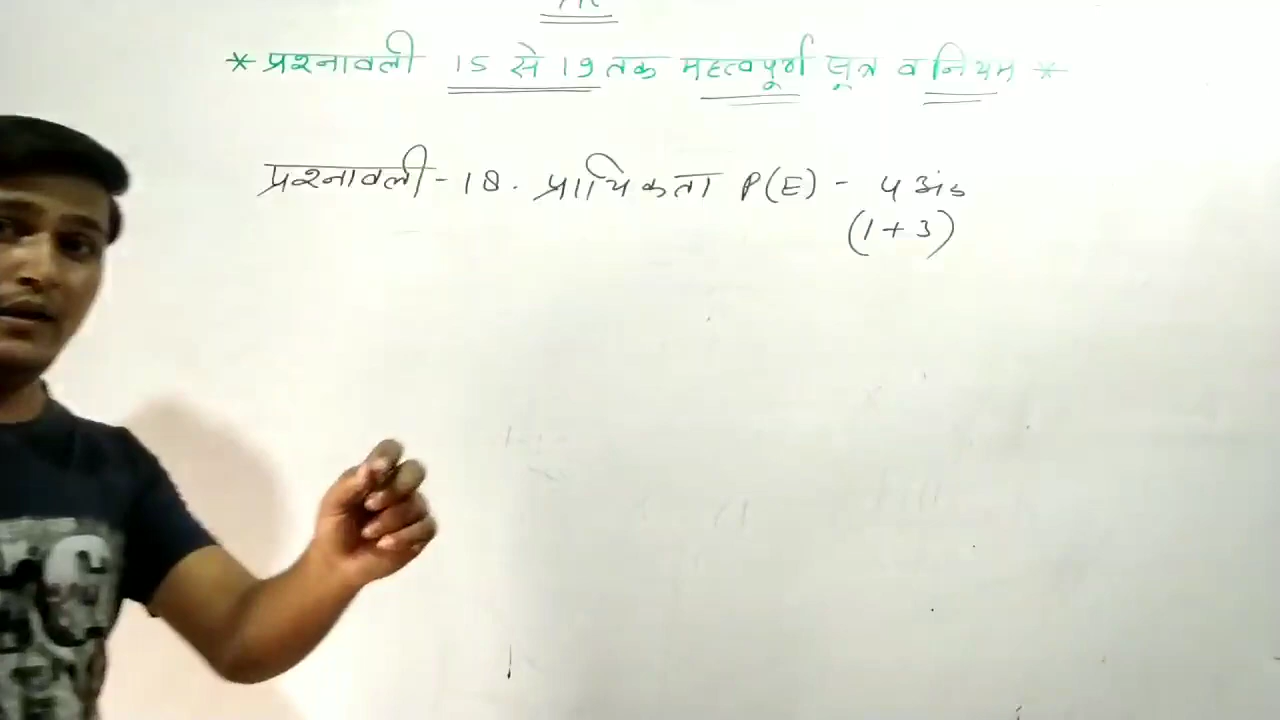 * प्रश्नावली 15 से 19 तक महत्वपूर्ण सूत्र व नियम *
प्रश्नावली - 18. प्रायिकता P(E) - 4 अंक
(1 + 3)